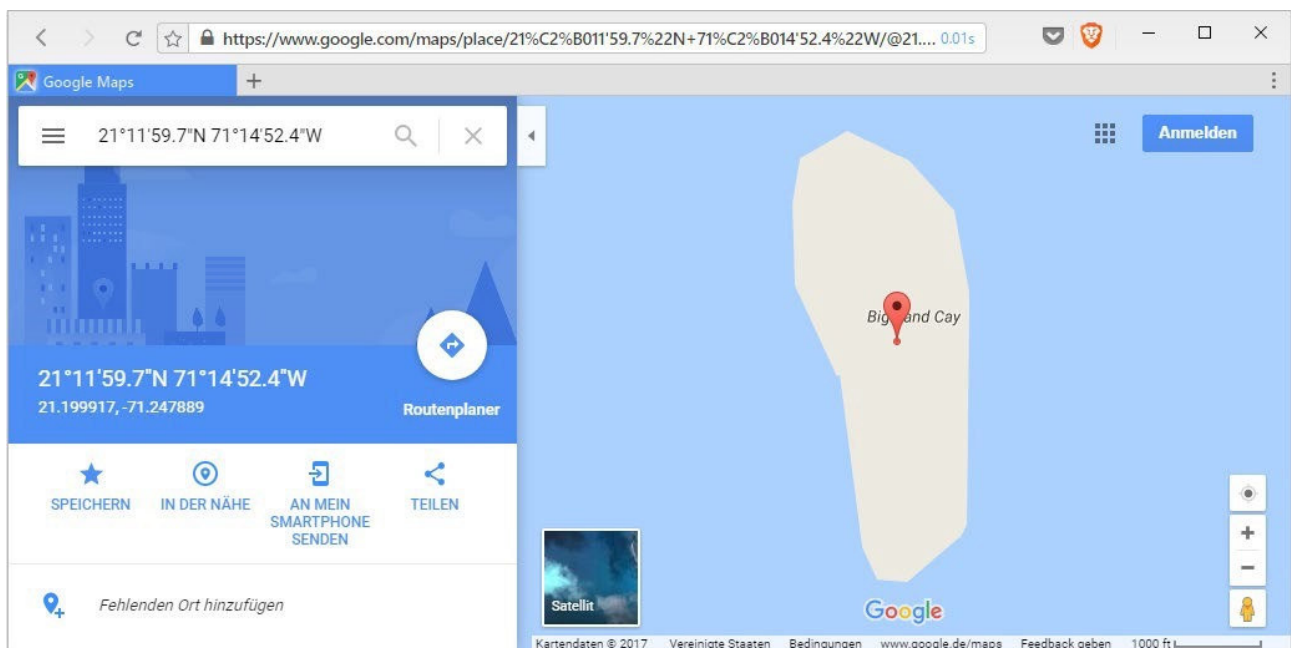 https://www.google.com/maps/place/21%C2%B011'59.7%22N+71%C2%B014'52.4%22W/@21.... 0.01s
Google Maps
21°11'59.7"N 71°14'52.4"W
Anmelden
21°11'59.7"N 71°14'52.4"W
21.199917, -71.247889
Routenplaner
SPEICHERN
IN DER NÄHE
AN MEIN
SMARTPHONE
SENDEN
TEILEN
Fehlenden Ort hinzufügen
and Cay
Satellit
Google
Kartendaten © 2017 Vereinigte Staaten Bedingungen www.google.de/maps Feedback geben 1000 ft